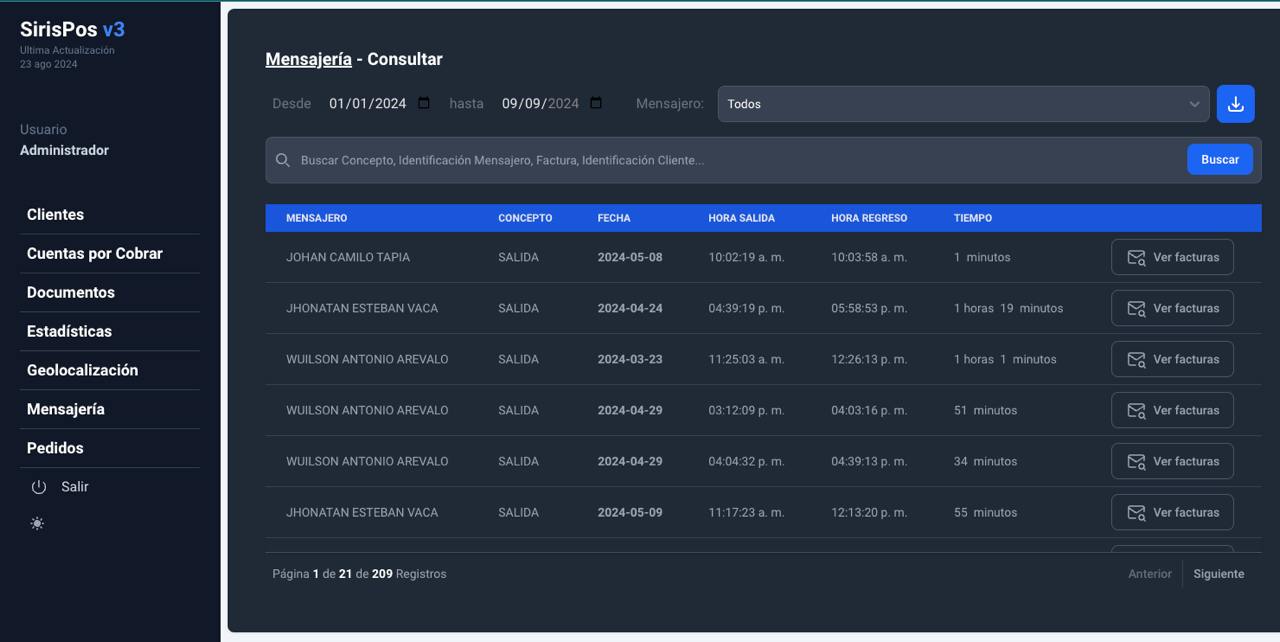 SirisPos v3
Ultima Actualización
23 ago 2024
Usuario
Administrador
Clientes
Cuentas por Cobrar
Documentos
Estadísticas
Geolocalización
Mensajería
Pedidos
Salir
Mensajería - Consultar
Desde 01/01/2024 hasta 09/09/2024 Mensajero: Todos
Buscar Concepto, Identificación Mensajero, Factura, Identificación Cliente... Buscar
MENSAJERO CONCEPTO FECHA HORA SALIDA HORA REGRESO TIEMPO
JOHAN CAMILO TAPIA SALIDA 2024-05-08 10:02:19 a. m. 10:03:58 a. m. 1 minutos Ver facturas
JHONATAN ESTEBAN VACA SALIDA 2024-04-24 04:39:19 p. m. 05:58:53 p. m. 1 horas 19 minutos Ver facturas
WUILSON ANTONIO AREVALO SALIDA 2024-03-23 11:25:03 a. m. 12:26:13 p. m. 1 horas 1 minutos Ver facturas
WUILSON ANTONIO AREVALO SALIDA 2024-04-29 03:12:09 p. m. 04:03:16 p. m. 51 minutos Ver facturas
WUILSON ANTONIO AREVALO SALIDA 2024-04-29 04:04:32 p. m. 04:39:13 p. m. 34 minutos Ver facturas
JHONATAN ESTEBAN VACA SALIDA 2024-05-09 11:17:23 a. m. 12:13:20 p. m. 55 minutos Ver facturas
Página 1 de 21 de 209 Registros Anterior Siguiente